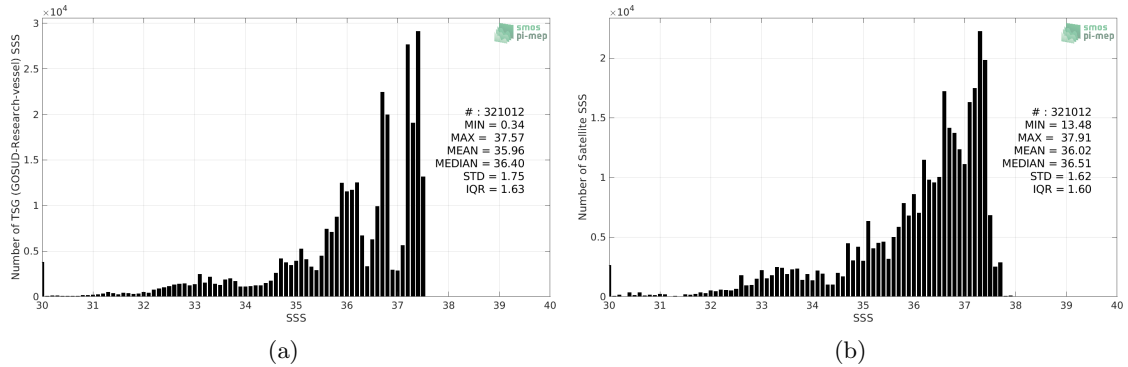 ×10⁴
3
2.5
2
1.5
1
0.5
0
30 31 32 33 34 35 36 37 38 39 40
SSS
Number of TSG (GOSUD-Research-vessel) SSS
smos
pi-mep
# : 321012
MIN = 0.34
MAX = 37.57
MEAN = 35.96
MEDIAN = 36.40
STD = 1.75
IQR = 1.63
(a)
×10⁴
2
1.5
1
0.5
0
30 31 32 33 34 35 36 37 38 39 40
SSS
Number of Satellite SSS
smos
pi-mep
# : 321012
MIN = 13.48
MAX = 37.91
MEAN = 36.02
MEDIAN = 36.51
STD = 1.62
IQR = 1.60
(b)